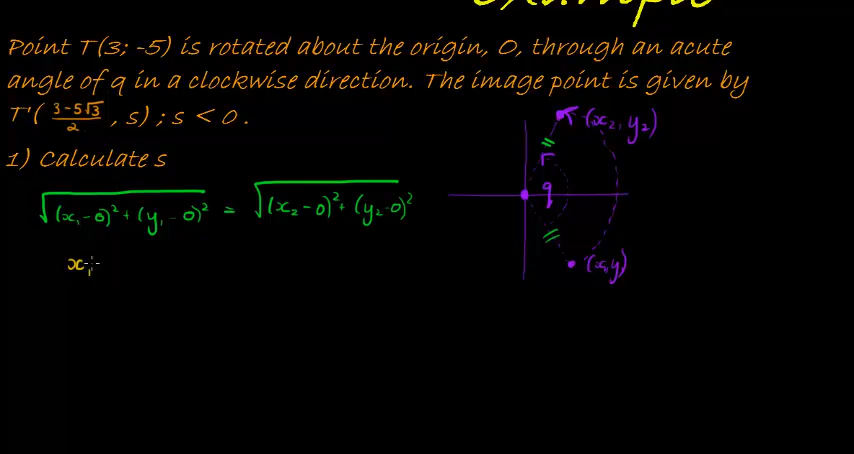 example
Point T(3; -5) is rotated about the origin, O, through an acute
angle of q in a clockwise direction. The image point is given by
T'( (3-5√3)/2 , s) ; s < 0.
1) Calculate s
√((x₁-0)²+(y₁-0)²) = √((x₂-0)²+(y₂-0)²)
x₁
(x₂, y₂)
r
q
(x₁,y₁)